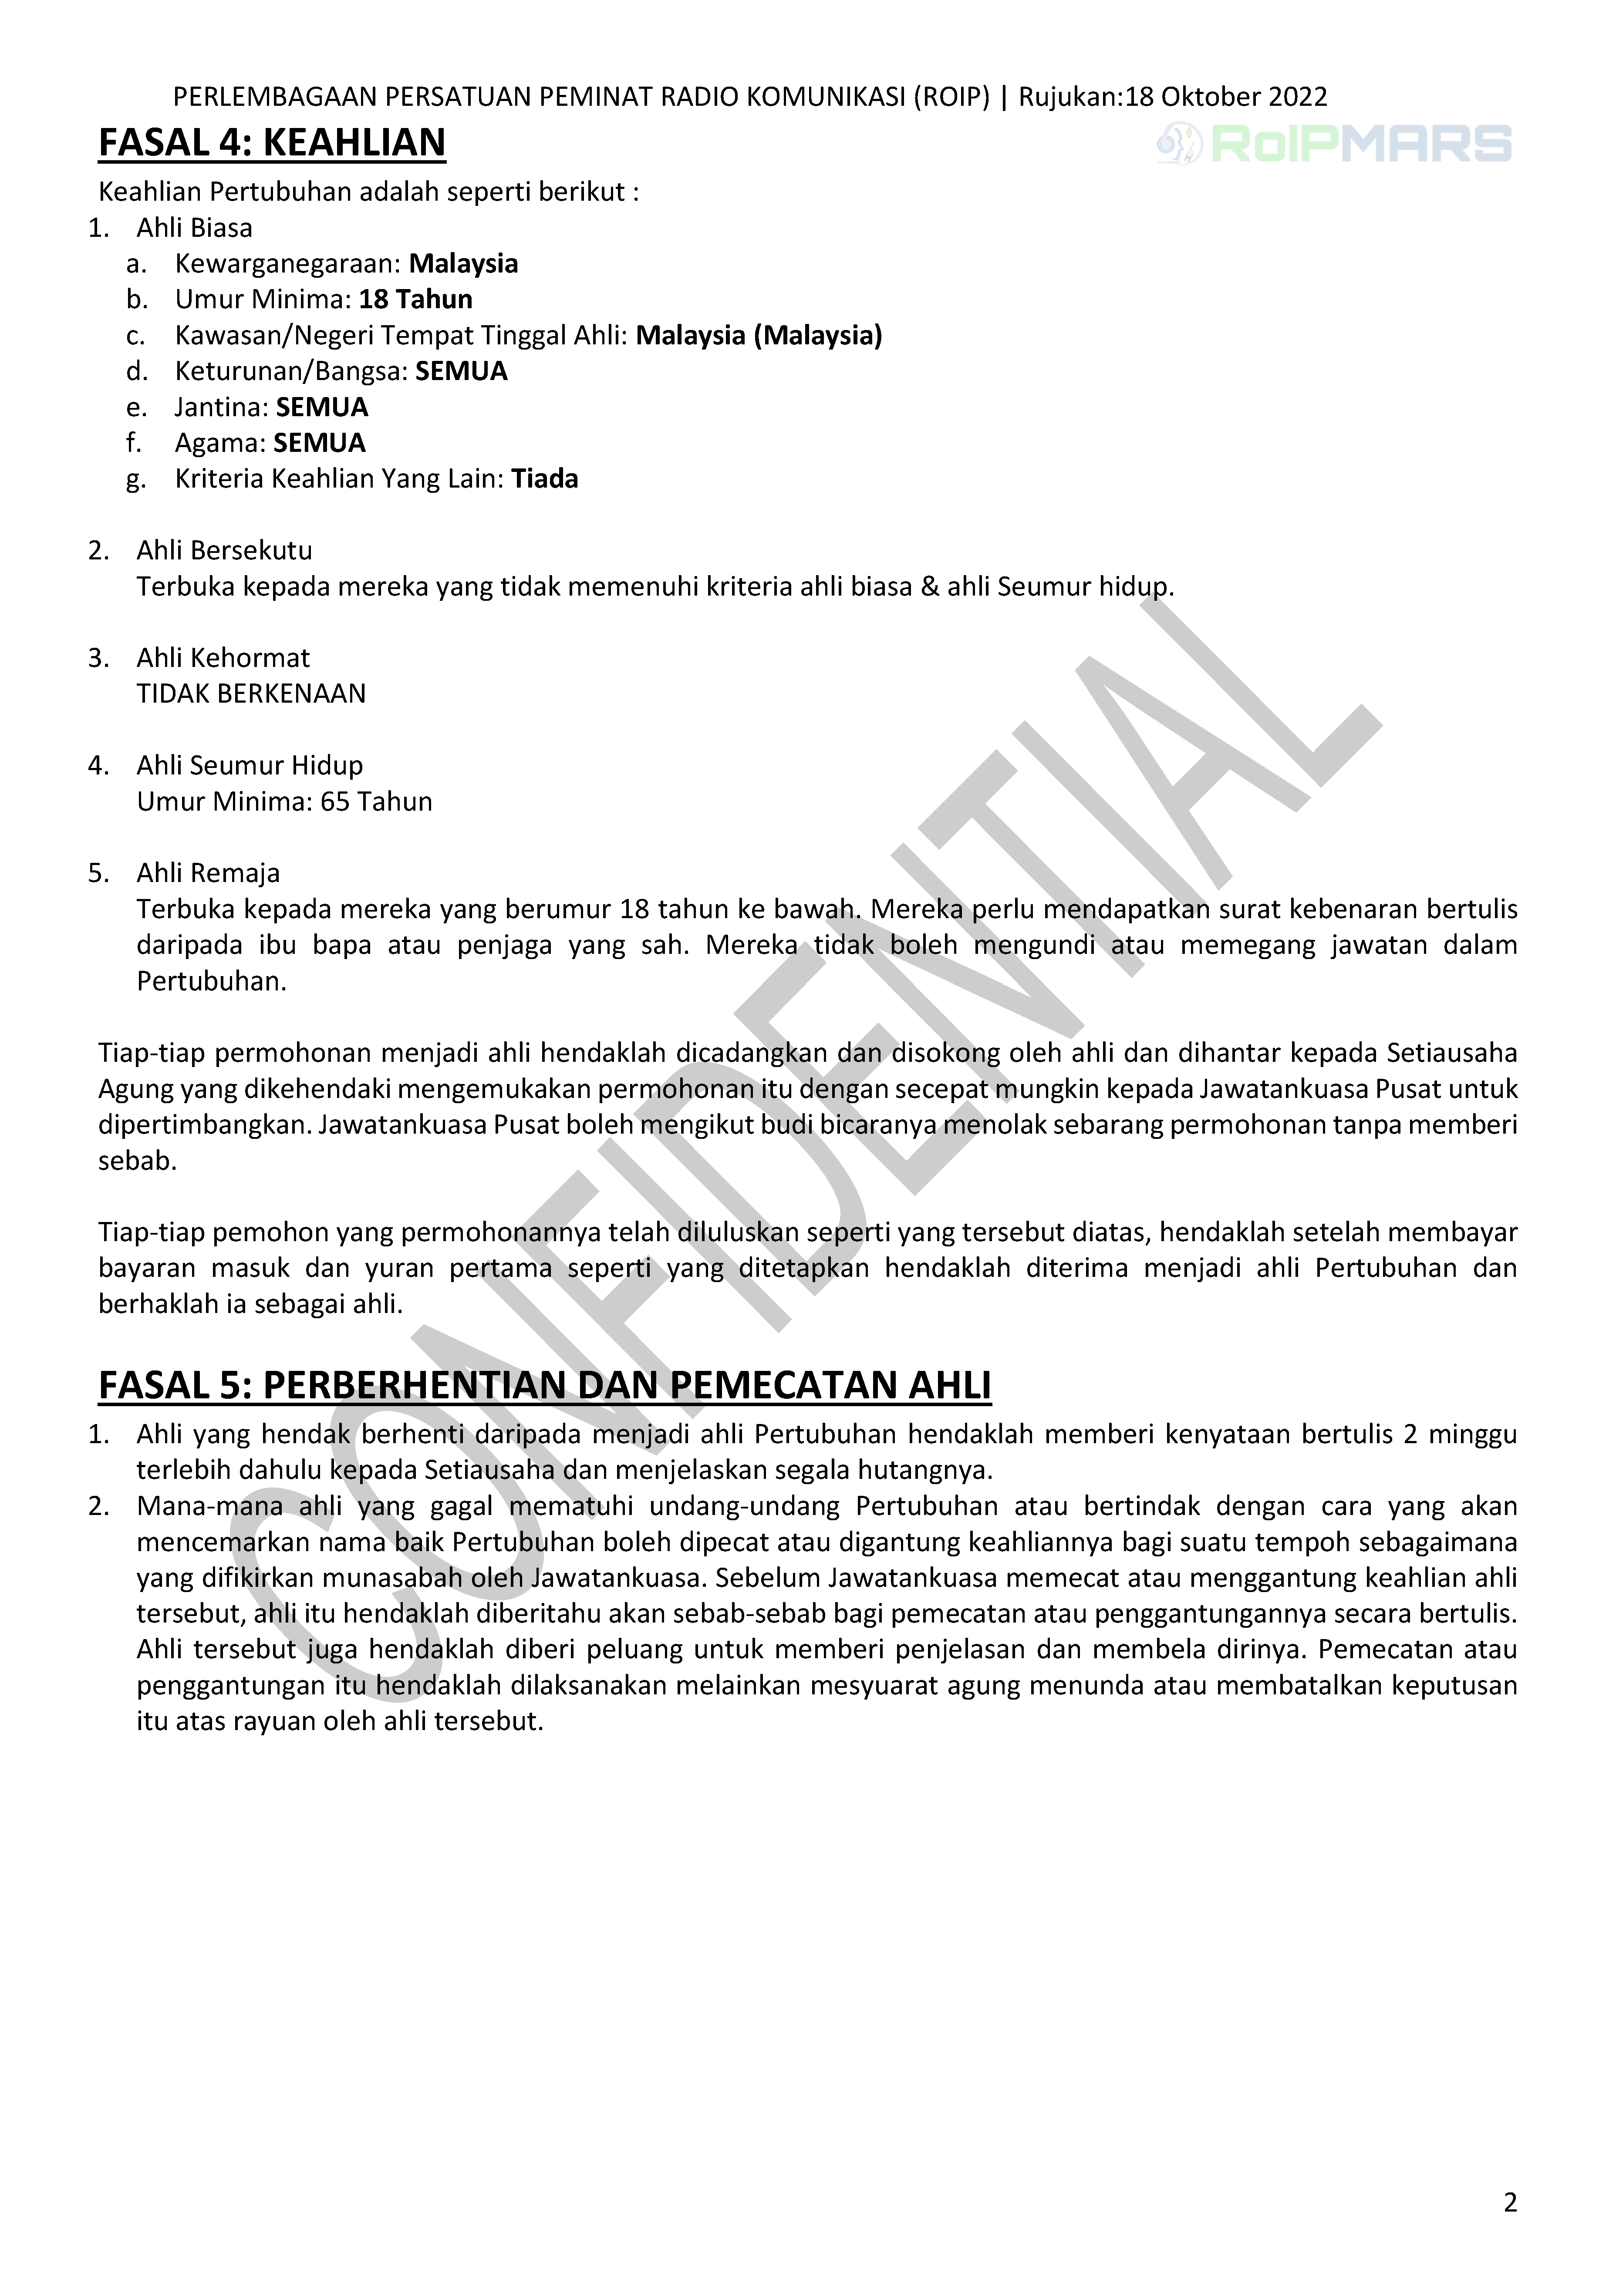 PERLEMBAGAAN PERSATUAN PEMINAT RADIO KOMUNIKASI (ROIP) | Rujukan:18 Oktober 2022
RoIPMARS
FASAL 4: KEAHLIAN
Keahlian Pertubuhan adalah seperti berikut :
1. Ahli Biasa
a. Kewarganegaraan: Malaysia
b. Umur Minima: 18 Tahun
c. Kawasan/Negeri Tempat Tinggal Ahli: Malaysia (Malaysia)
d. Keturunan/Bangsa: SEMUA
e. Jantina: SEMUA
f. Agama: SEMUA
g. Kriteria Keahlian Yang Lain: Tiada
2. Ahli Bersekutu
Terbuka kepada mereka yang tidak memenuhi kriteria ahli biasa & ahli Seumur hidup.
3. Ahli Kehormat
TIDAK BERKENAAN
4. Ahli Seumur Hidup
Umur Minima: 65 Tahun
5. Ahli Remaja
Terbuka kepada mereka yang berumur 18 tahun ke bawah. Mereka perlu mendapatkan surat kebenaran bertulis
daripada ibu bapa atau penjaga yang sah. Mereka tidak boleh mengundi atau memegang jawatan dalam
Pertubuhan.
Tiap-tiap permohonan menjadi ahli hendaklah dicadangkan dan disokong oleh ahli dan dihantar kepada Setiausaha
Agung yang dikehendaki mengemukakan permohonan itu dengan secepat mungkin kepada Jawatankuasa Pusat untuk
dipertimbangkan. Jawatankuasa Pusat boleh mengikut budi bicaranya menolak sebarang permohonan tanpa memberi
sebab.
Tiap-tiap pemohon yang permohonannya telah diluluskan seperti yang tersebut diatas, hendaklah setelah membayar
bayaran masuk dan yuran pertama seperti yang ditetapkan hendaklah diterima menjadi ahli Pertubuhan dan
berhaklah ia sebagai ahli.
FASAL 5: PERBERHENTIAN DAN PEMECATAN AHLI
1. Ahli yang hendak berhenti daripada menjadi ahli Pertubuhan hendaklah memberi kenyataan bertulis 2 minggu
terlebih dahulu kepada Setiausaha dan menjelaskan segala hutangnya.
2. Mana-mana ahli yang gagal mematuhi undang-undang Pertubuhan atau bertindak dengan cara yang akan
mencemarkan nama baik Pertubuhan boleh dipecat atau digantung keahliannya bagi suatu tempoh sebagaimana
yang difikirkan munasabah oleh Jawatankuasa. Sebelum Jawatankuasa memecat atau menggantung keahlian ahli
tersebut, ahli itu hendaklah diberitahu akan sebab-sebab bagi pemecatan atau penggantungannya secara bertulis.
Ahli tersebut juga hendaklah diberi peluang untuk memberi penjelasan dan membela dirinya. Pemecatan atau
penggantungan itu hendaklah dilaksanakan melainkan mesyuarat agung menunda atau membatalkan keputusan
itu atas rayuan oleh ahli tersebut.
CONFIDENTIAL
2